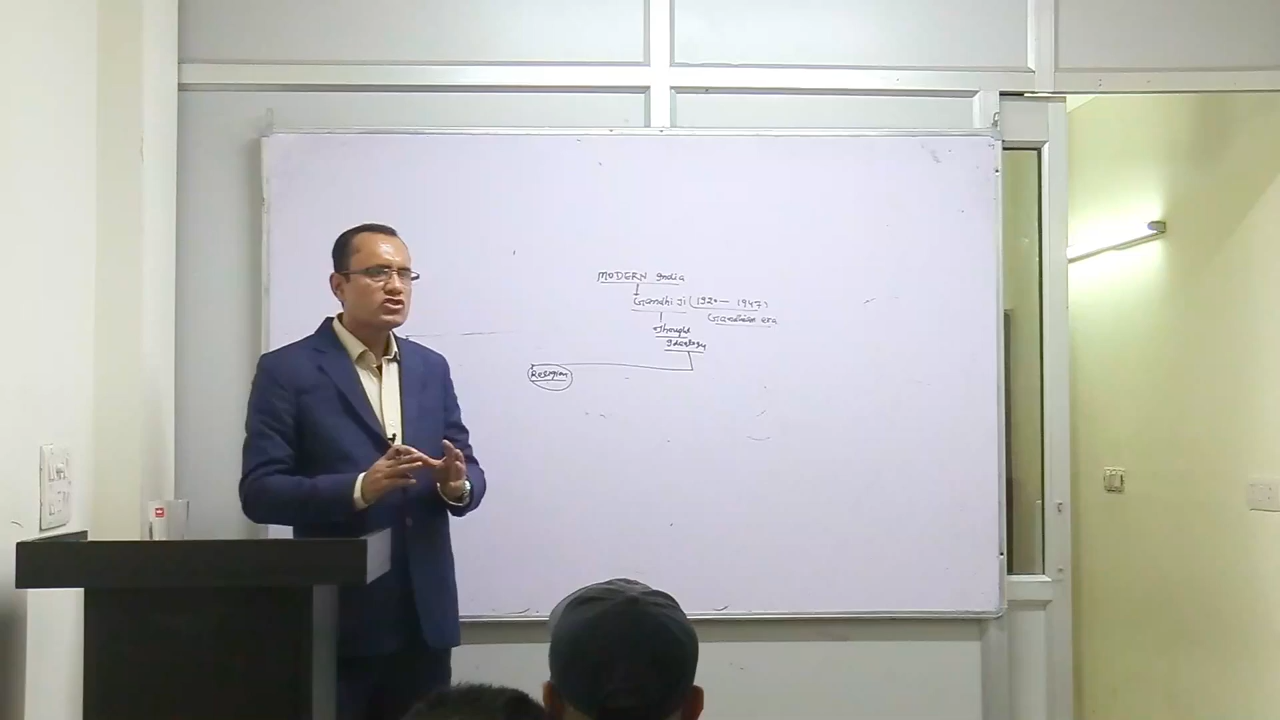 MODERN India
Gandhi Ji (1920 — 1947)
Gandhian era
Thought
Ideology
Religion